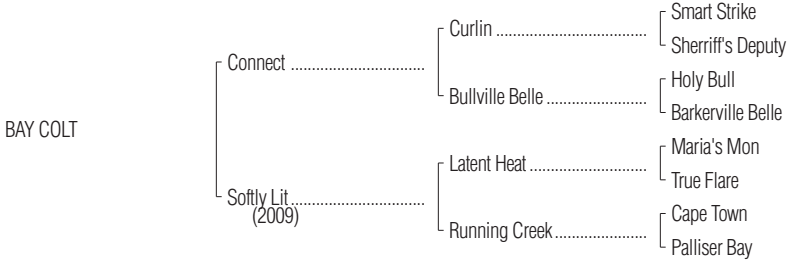 Smart Strike
Curlin ....................................
Sherriff's Deputy
Connect ................................
Holy Bull
Bullville Belle ........................
Barkerville Belle
BAY COLT
Maria's Mon
Latent Heat ............................
True Flare
Softly Lit ................................
(2009)
Cape Town
Running Creek ......................
Palliser Bay